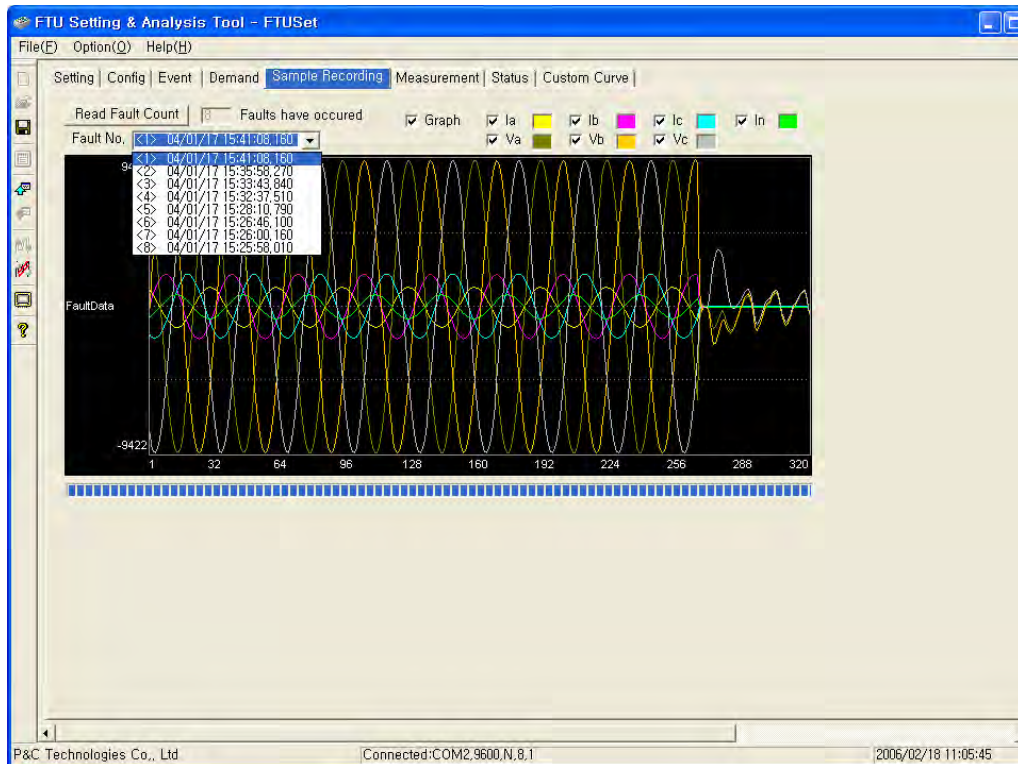 FTU Setting & Analysis Tool - FTUSet
File(F) Option(O) Help(H)
Setting Config Event Demand Sample Recording Measurement Status Custom Curve
Read Fault Count 8 Faults have occured
Graph Ia Ib Ic In
Va Vb Vc
Fault No, <1> 04/01/17 15:41:08,160
<1> 04/01/17 15:41:08,160
<2> 04/01/17 15:35:58,270
<3> 04/01/17 15:33:43,840
<4> 04/01/17 15:32:37,510
<5> 04/01/17 15:28:10,790
<6> 04/01/17 15:26:46,100
<7> 04/01/17 15:26:00,160
<8> 04/01/17 15:25:58,010
FaultData
-9422
1 32 64 96 128 160 192 224 256 288 320
P&C Technologies Co,, Ltd
Connected:COM2,9600,N,8,1
2006/02/18 11:05:45